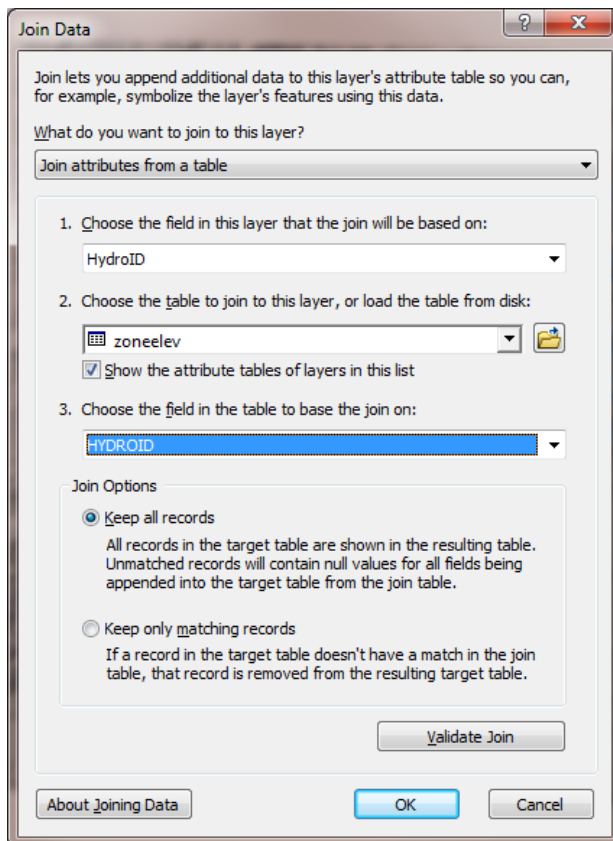 Join Data
?
Join lets you append additional data to this layer's attribute table so you can,
for example, symbolize the layer's features using this data.
What do you want to join to this layer?
Join attributes from a table
1. Choose the field in this layer that the join will be based on:
HydroID
2. Choose the table to join to this layer, or load the table from disk:
zoneelev
Show the attribute tables of layers in this list
3. Choose the field in the table to base the join on:
HYDROID
Join Options
Keep all records
All records in the target table are shown in the resulting table.
Unmatched records will contain null values for all fields being
appended into the target table from the join table.
Keep only matching records
If a record in the target table doesn't have a match in the join
table, that record is removed from the resulting target table.
Validate Join
About Joining Data OK Cancel